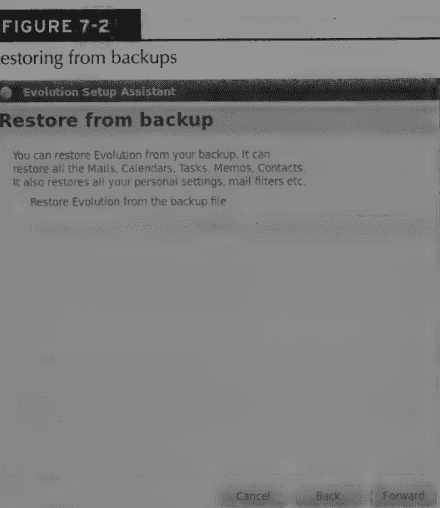 FIGURE 7-2
estoring from backups
Evolution Setup Assistant
Restore from backup
You can restore Evolution from your backup. It can
restore all the Mails, Calendars, Tasks, Memos, Contacts.
It also restores all your personal settings, mail filters etc.
Restore Evolution from the backup file
Cancel Back Forward